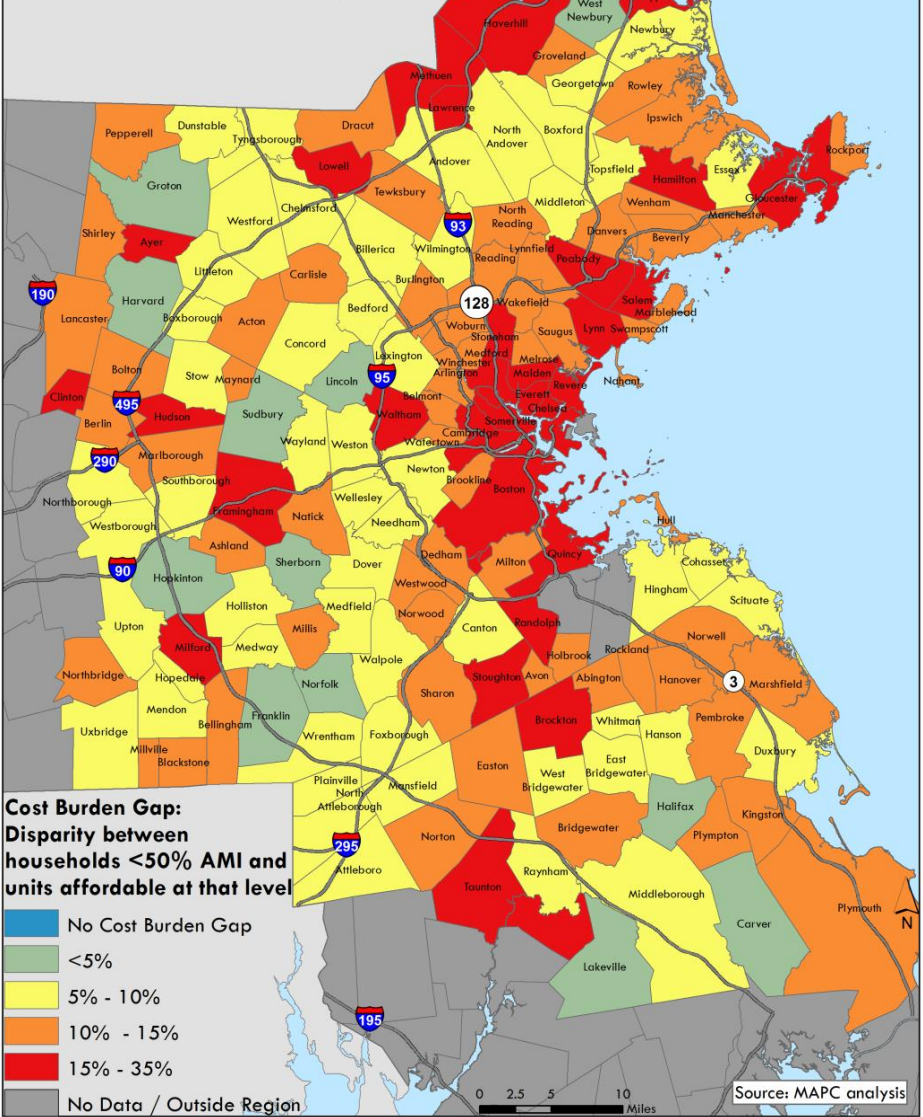 West
Newbury
Haverhill
Newbury
Groveland
Georgetown
Rowley
Methuen
Lawrence
Ipswich
Pepperell
Dunstable
Tyngsborough
Dracut
North
Andover
Boxford
Andover
Topsfield
Essex
Rockport
Lowell
Hamilton
Gloucester
Groton
Tewksbury
Middleton
Wenham
Manchester
Chelmsford
Westford
93
North
Reading
Danvers
Beverly
Shirley
Ayer
Billerica
Wilmington
Reading
Lynnfield
Peabody
Littleton
Carlisle
Burlington
190
Harvard
Boxborough
Bedford
128
Wakefield
Salem
Marblehead
Lancaster
Acton
Woburn
Stoneham
Saugus
Lynn
Swampscott
Concord
Lexington
Winchester
Medford
Melrose
Bolton
Stow
Maynard
Lincoln
95
Arlington
Malden
Revere
Nahant
Clinton
495
Hudson
Sudbury
Waltham
Belmont
Everett
Chelsea
Berlin
Somerville
Cambridge
Watertown
Wayland
Weston
290
Marlborough
Southborough
Newton
Brookline
Boston
Northborough
Framingham
Wellesley
Natick
Needham
Westborough
Hull
Ashland
Dedham
Milton
Quincy
Cohasset
90
Hopkinton
Sherborn
Dover
Westwood
Hingham
Scituate
Holliston
Medfield
Norwood
Upton
Millis
Canton
Randolph
Norwell
Milford
Medway
Walpole
Holbrook
Rockland
Northbridge
Hopedale
Norfolk
Sharon
Stoughton
Avon
Abington
Hanover
3
Marshfield
Mendon
Bellingham
Franklin
Brockton
Whitman
Pembroke
Uxbridge
Wrentham
Foxborough
Hanson
Duxbury
Millville
Blackstone
Easton
West
Bridgewater
East
Bridgewater
Plainville
Mansfield
North
Attleborough
Halifax
Kingston
Norton
Bridgewater
Plympton
295
Attleboro
Raynham
Taunton
Middleborough
Plymouth
Carver
N
Lakeville
195
Cost Burden Gap:
Disparity between
households <50% AMI and
units affordable at that level
No Cost Burden Gap
<5%
5% - 10%
10% - 15%
15% - 35%
No Data / Outside Region
0 2.5 5 10
Miles
Source: MAPC analysis